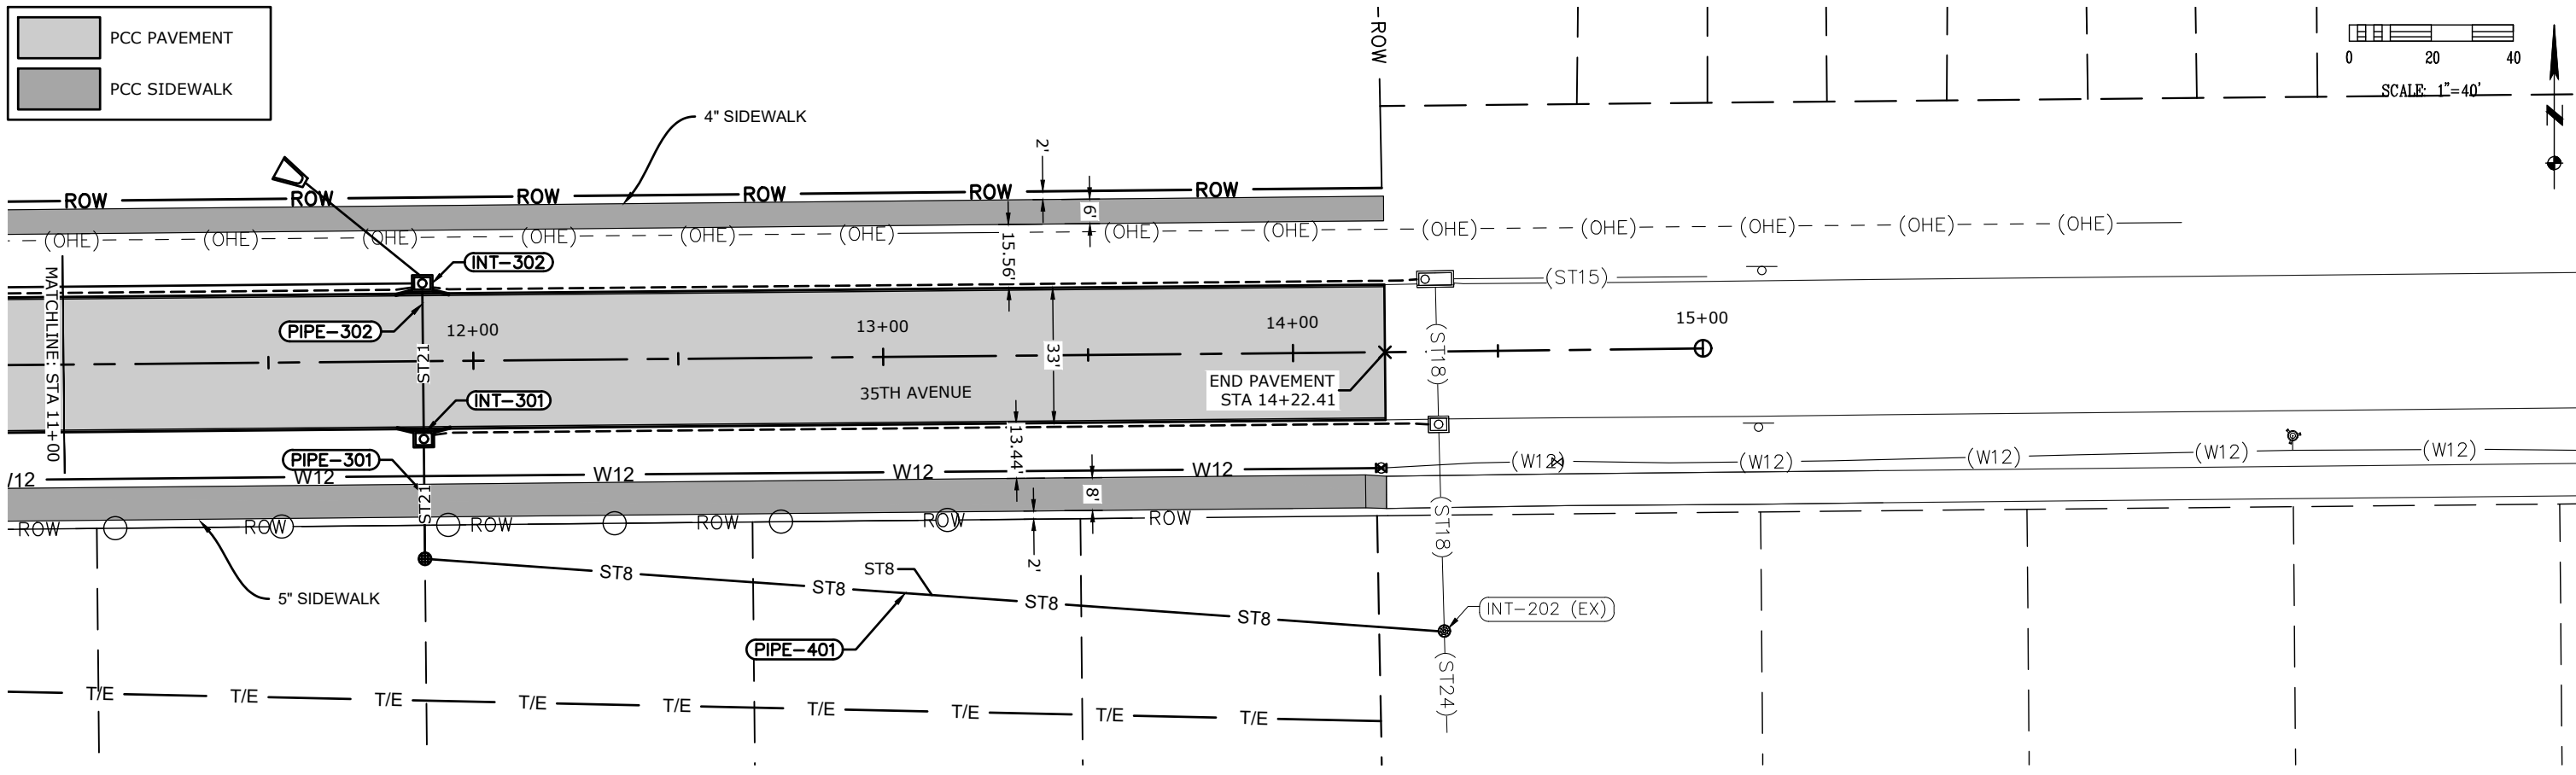 PCC PAVEMENT
PCC SIDEWALK
4" SIDEWALK
ROW
0 20 40
SCALE: 1"=40'
N
2'
ROW ROW ROW ROW ROW ROW
6'
(OHE) (OHE) (OHE) (OHE) (OHE) (OHE) (OHE) (OHE) (OHE) (OHE) (OHE) (OHE) (OHE)
15.56'
INT-302
(ST15)
MATCHLINE: STA 11+00
PIPE-302
12+00
13+00
14+00
15+00
ST21
33'
(ST18)
35TH AVENUE
END PAVEMENT
STA 14+22.41
INT-301
13.44'
PIPE-301
W12 W12 W12 W12
/12
(W12) (W12) (W12) (W12) (W12)
8'
ST21
ROW ROW ROW ROW ROW ROW
(ST18)
2'
5" SIDEWALK
ST8
ST8 ST8 ST8 ST8
PIPE-401
INT-202 (EX)
(ST24)
T/E T/E T/E T/E T/E T/E T/E T/E T/E